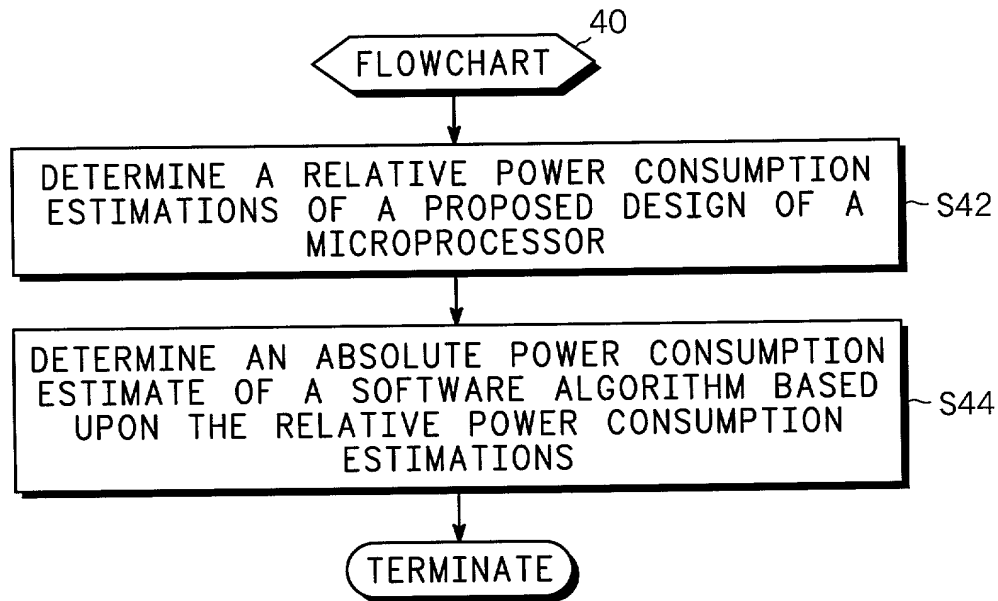 40
FLOWCHART
DETERMINE A RELATIVE POWER CONSUMPTION
ESTIMATIONS OF A PROPOSED DESIGN OF A
MICROPROCESSOR
S42
DETERMINE AN ABSOLUTE POWER CONSUMPTION
ESTIMATE OF A SOFTWARE ALGORITHM BASED
UPON THE RELATIVE POWER CONSUMPTION
ESTIMATIONS
S44
TERMINATE